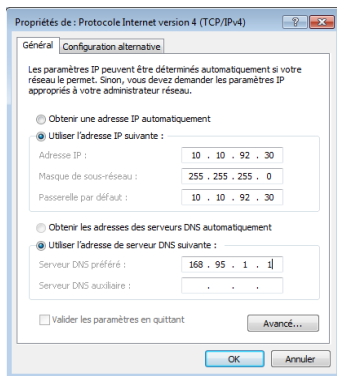 Propriétés de : Protocole Internet version 4 (TCP/IPv4)
Général Configuration alternative
Les paramètres IP peuvent être déterminés automatiquement si votre
réseau le permet. Sinon, vous devez demander les paramètres IP
appropriés à votre administrateur réseau.
Obtenir une adresse IP automatiquement
Utiliser l'adresse IP suivante :
Adresse IP : 10 . 10 . 92 . 30
Masque de sous-réseau : 255 . 255 . 255 . 0
Passerelle par défaut : 10 . 10 . 92 . 30
Obtenir les adresses des serveurs DNS automatiquement
Utiliser l'adresse de serveur DNS suivante :
Serveur DNS préféré : 168 . 95 . 1 . 1
Serveur DNS auxiliaire : . . .
Valider les paramètres en quittant
Avancé...
OK Annuler